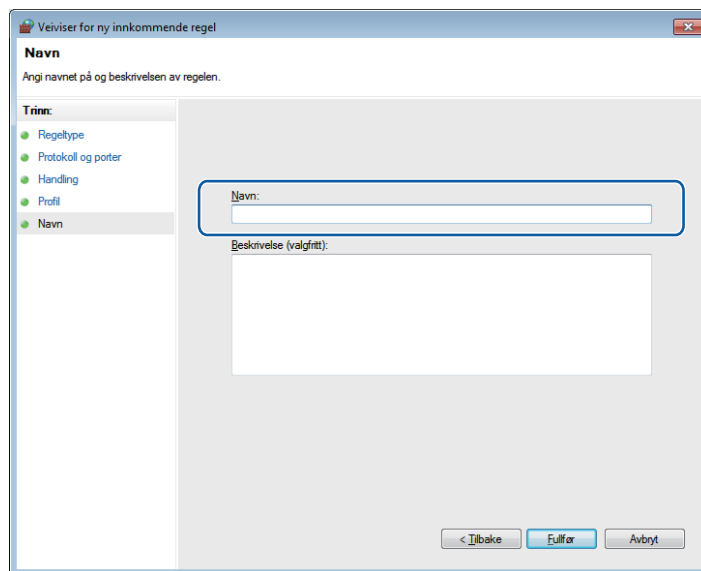 Veiviser for ny innkommende regel
Navn
Angi navnet på og beskrivelsen av regelen.
Trinn:
Regeltype
Protokoll og porter
Handling
Profil
Navn
Navn:
Beskrivelse (valgfritt):
< Tilbake
Fullfør
Avbryt